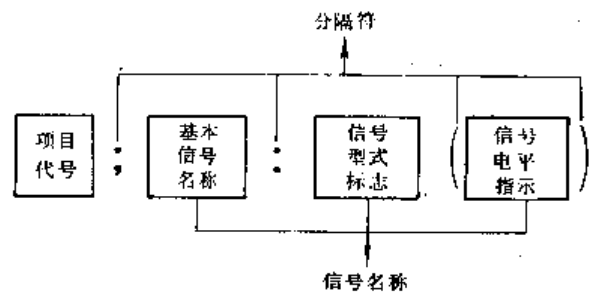 分隔符
项目
代号
;
基本
信号
名称
:
信号
型式
标志
(
信号
电平
指示
)
信号名称